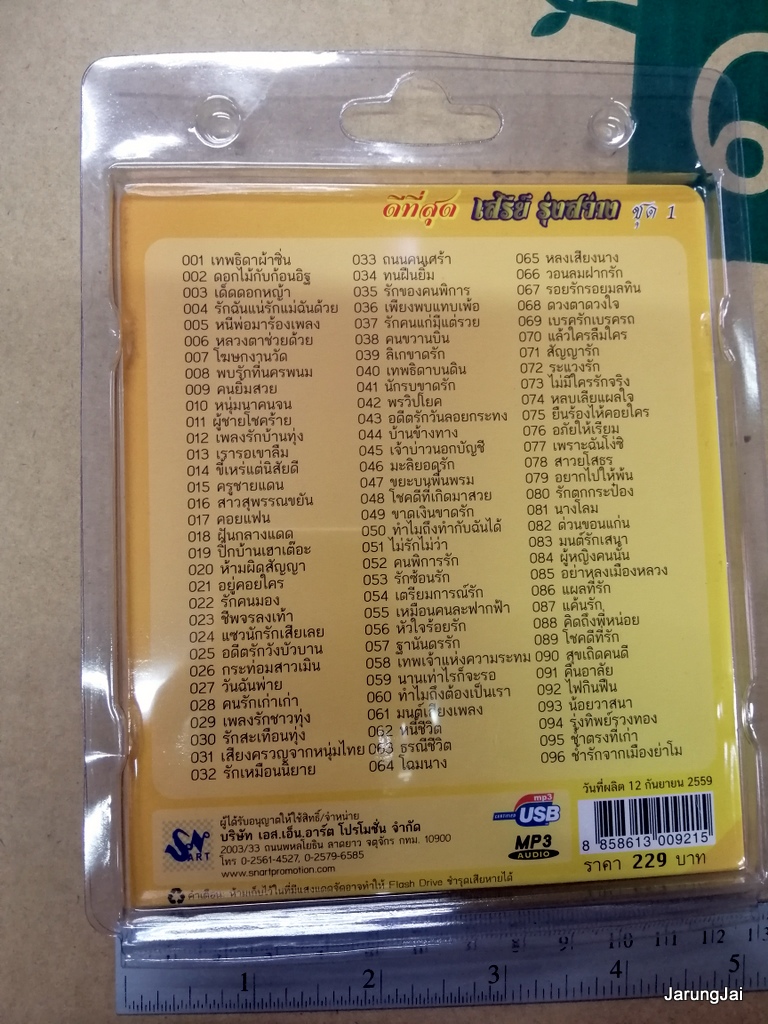 ดีที่สุด เสรีย์ รุ่งสว่าง ชุด 1
001 เทพธิดาผ้าซิ่น
002 ดอกไม้กับก้อนอิฐ
003 เด็ดดอกหญ้า
004 รักฉันแน่รักแม่ฉันด้วย
005 หนีพ่อมาร้องเพลง
006 หลวงตาช่วยด้วย
007 โฆษกงานวัด
008 พบรักที่นครพนม
009 คนยิ้มสวย
010 หนุ่มนาคนจน
011 ผู้ชายโชคร้าย
012 เพลงรักบ้านทุ่ง
013 เรารอเขาลืม
014 ขี้เหร่แต่นิสัยดี
015 ครูชายแดน
016 สาวสุพรรณขยัน
017 คอยแฟน
018 ฝันกลางแดด
019 ปิ๊กบ้านเฮาเต๊อะ
020 ห้ามผิดสัญญา
021 อยู่คอยใคร
022 รักคนมอง
023 ชีพจรลงเท้า
024 แซวนักรักเสียเลย
025 อดีตรักวังบัวบาน
026 กระท่อมสาวเมิน
027 วันฉันพ่าย
028 คนรักเก่าเก่า
029 เพลงรักชาวทุ่ง
030 รักสะเทือนทุ่ง
031 เสียงครวญจากหนุ่มไทย
032 รักเหมือนนิยาย
033 ถนนคนเศร้า
034 ทนฝืนยิ้ม
035 รักของคนพิการ
036 เพียงพบแทบเพ้อ
037 รักคนแก่มีแต่รวย
038 คนขวานบิ่น
039 ลิเกขาดรัก
040 เทพธิดาบนดิน
041 นักรบขาดรัก
042 พรวิปโยค
043 อดีตรักวันลอยกระทง
044 บ้านข้างทาง
045 เจ้าบ่าวนอกบัญชี
046 มะลิยอดรัก
047 ขยะบนพื้นพรม
048 โชคดีที่เกิดมาสวย
049 ขาดเงินขาดรัก
050 ทำไมถึงทำกับฉันได้
051 ไม่รักไม่ว่า
052 คนพิการรัก
053 รักซ้อนรัก
054 เตรียมการณ์รัก
055 เหมือนคนละฟากฟ้า
056 หัวใจร้อยรัก
057 ฐานันดรรัก
058 เทพเจ้าแห่งความระทม
059 นานเท่าไรก็จะรอ
060 ทำไมถึงต้องเป็นเรา
061 มนต์เสียงเพลง
062 หนี้ชีวิต
063 ธรณีชีวิต
064 โฉมนาง
065 หลงเสียงนาง
066 วอนลมฝากรัก
067 รอยรักรอยมลทิน
068 ดวงตาดวงใจ
069 เบรครักเบรครถ
070 แล้วใครลืมใคร
071 สัญญารัก
072 ระแวงรัก
073 ไม่มีใครรักจริง
074 หลบเลียแผลใจ
075 ยืนร้องไห้คอยใคร
076 อภัยให้เรียม
077 เพราะฉันโง่ซิ
078 สาวยโสธร
079 อยากไปให้พ้น
080 รักตกกระป๋อง
081 นางโลม
082 ด่วนขอนแก่น
083 มนต์รักเสนา
084 ผู้หญิงคนนั้น
085 อย่าหลงเมืองหลวง
086 แผลที่รัก
087 แค้นรัก
088 คิดถึงพี่หน่อย
089 โชคดีที่รัก
090 สุขเถิดคนดี
091 คืนอาลัย
092 ไฟกินฟืน
093 น้อยวาสนา
094 รุ้งทิพย์รวงทอง
095 ช้ำตรงที่เก่า
096 ช้ำรักจากเมืองย่าโม
วันที่ผลิต 12 กันยายน 2559
ผู้ได้รับอนุญาตให้ใช้สิทธิ์/จำหน่าย
บริษัท เอส.เอ็น.อาร์ต โปรโมชั่น จำกัด
2003/33 ถนนพหลโยธิน ลาดยาว จตุจักร กทม. 10900
โทร 0-2561-4527, 0-2579-6585
www.snartpromotion.com
SN ART
mp3
USB
MP3
AUDIO
8 858613 009215
ราคา 229 บาท
คำเตือน: ห้ามเก็บไว้ในที่มีแสงแดดจัดอาจทำให้ Flash Drive ชำรุดเสียหายได้
6
9 10 11 12
1 2 3 4 5
JarungJai